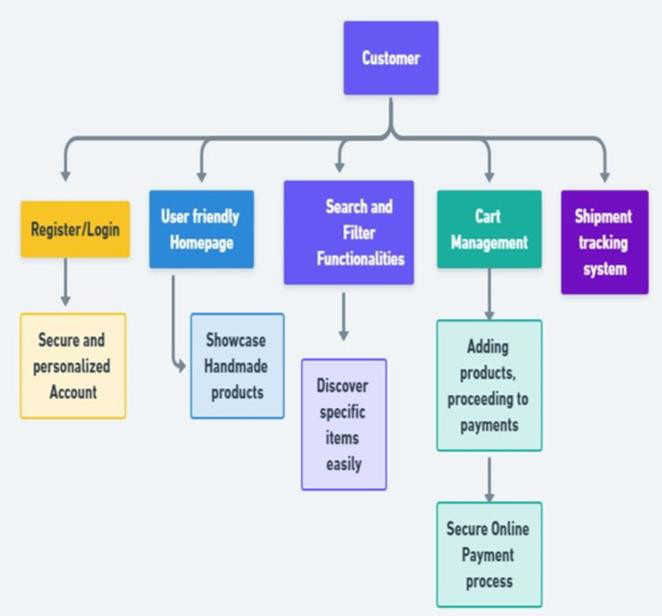 Customer
Register/Login
User friendly
Homepage
Search and
Filter
Functionalities
Cart
Management
Shipment
tracking
system
Secure and
personalized
Account
Showcase
Handmade
products
Discover
specific
items
easily
Adding
products,
proceeding to
payments
Secure Online
Payment
process